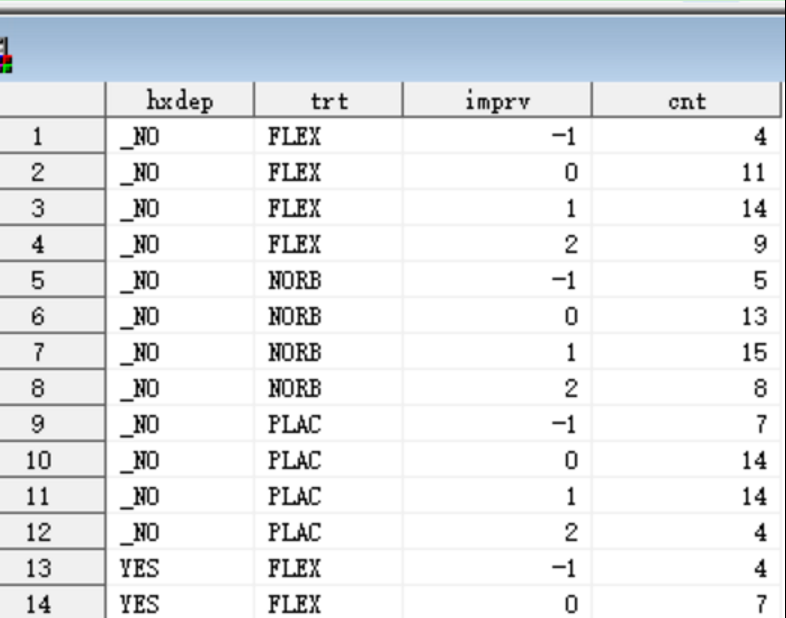 hxdep trt imprv cnt
1 _NO FLEX -1 4
2 _NO FLEX 0 11
3 _NO FLEX 1 14
4 _NO FLEX 2 9
5 _NO NORB -1 5
6 _NO NORB 0 13
7 _NO NORB 1 15
8 _NO NORB 2 8
9 _NO PLAC -1 7
10 _NO PLAC 0 14
11 _NO PLAC 1 14
12 _NO PLAC 2 4
13 YES FLEX -1 4
14 YES FLEX 0 7